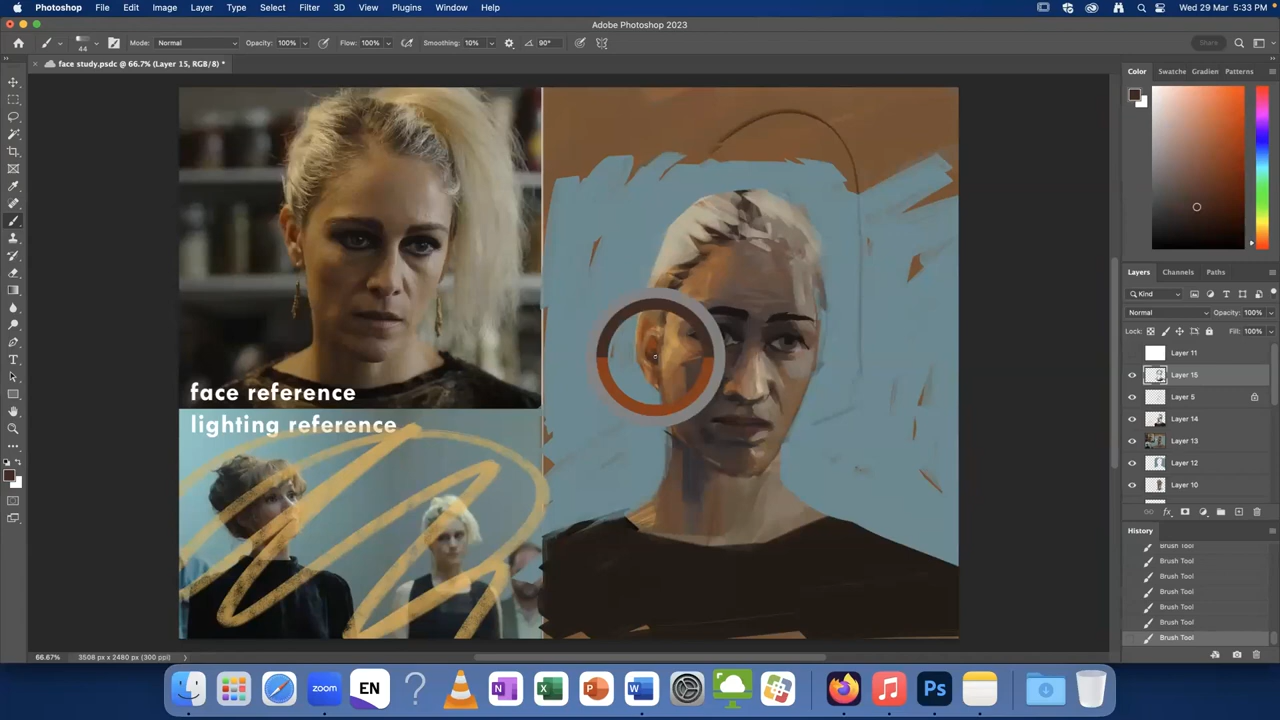 Photoshop File Edit Image Layer Type Select Filter 3D View Plugins Window Help Wed 29 Mar 5:33 PM
Adobe Photoshop 2023
44 Mode: Normal Opacity: 100% Flow: 100% Smoothing: 10% 90° Share
× face study.psdc @ 66.7% (Layer 15, RGB/8) *
Color Swatche Gradien Patterns
face reference
lighting reference
Layers Channels Paths
Kind
Normal Opacity: 100%
Lock: Fill: 100%
Layer 11
Layer 15
Layer 5
Layer 14
Layer 13
Layer 12
Layer 10
fx
History
Brush Tool
Brush Tool
Brush Tool
Brush Tool
Brush Tool
Brush Tool
Brush Tool
66.67% 3508 px x 2480 px (300 ppi)
zoom EN ? N X P W Ps